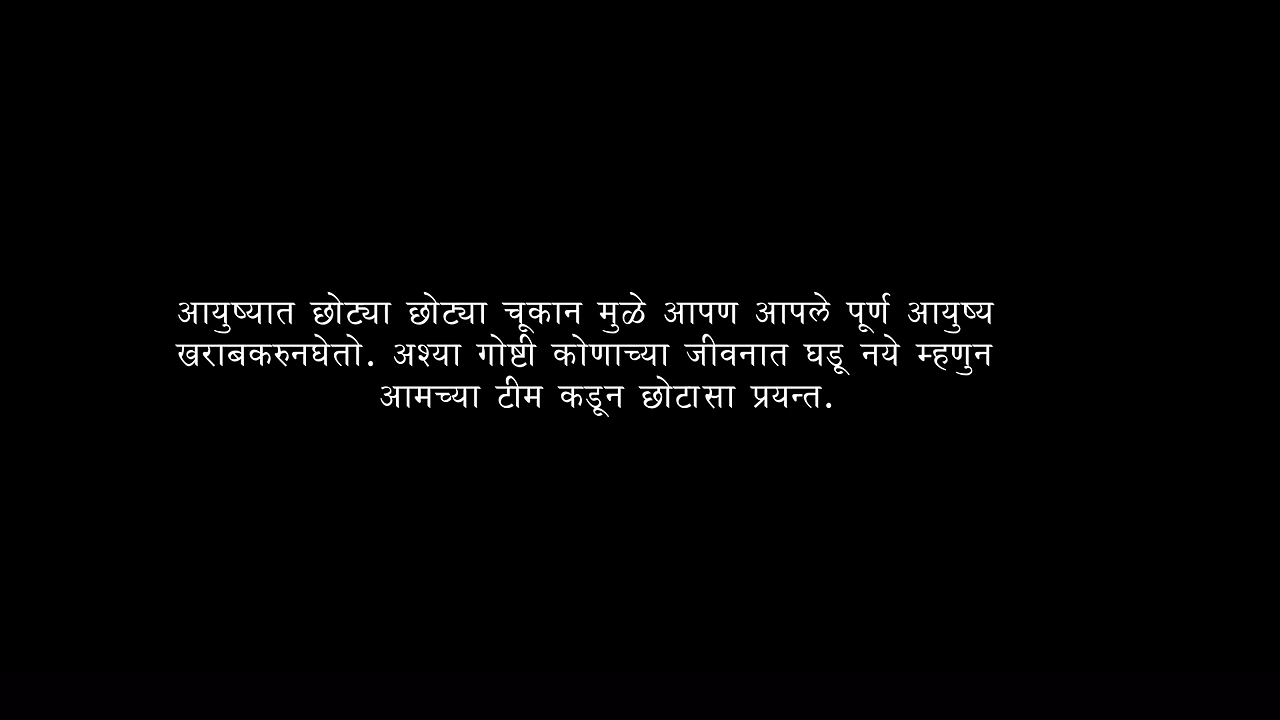 आयुष्यात छोट्या छोट्या चूकान मुळे आपण आपले पूर्ण आयुष्य
खराबकरुनघेतो. अश्या गोष्टी कोणाच्या जीवनात घडू नये म्हणुन
आमच्या टीम कडून छोटासा प्रयन्त.